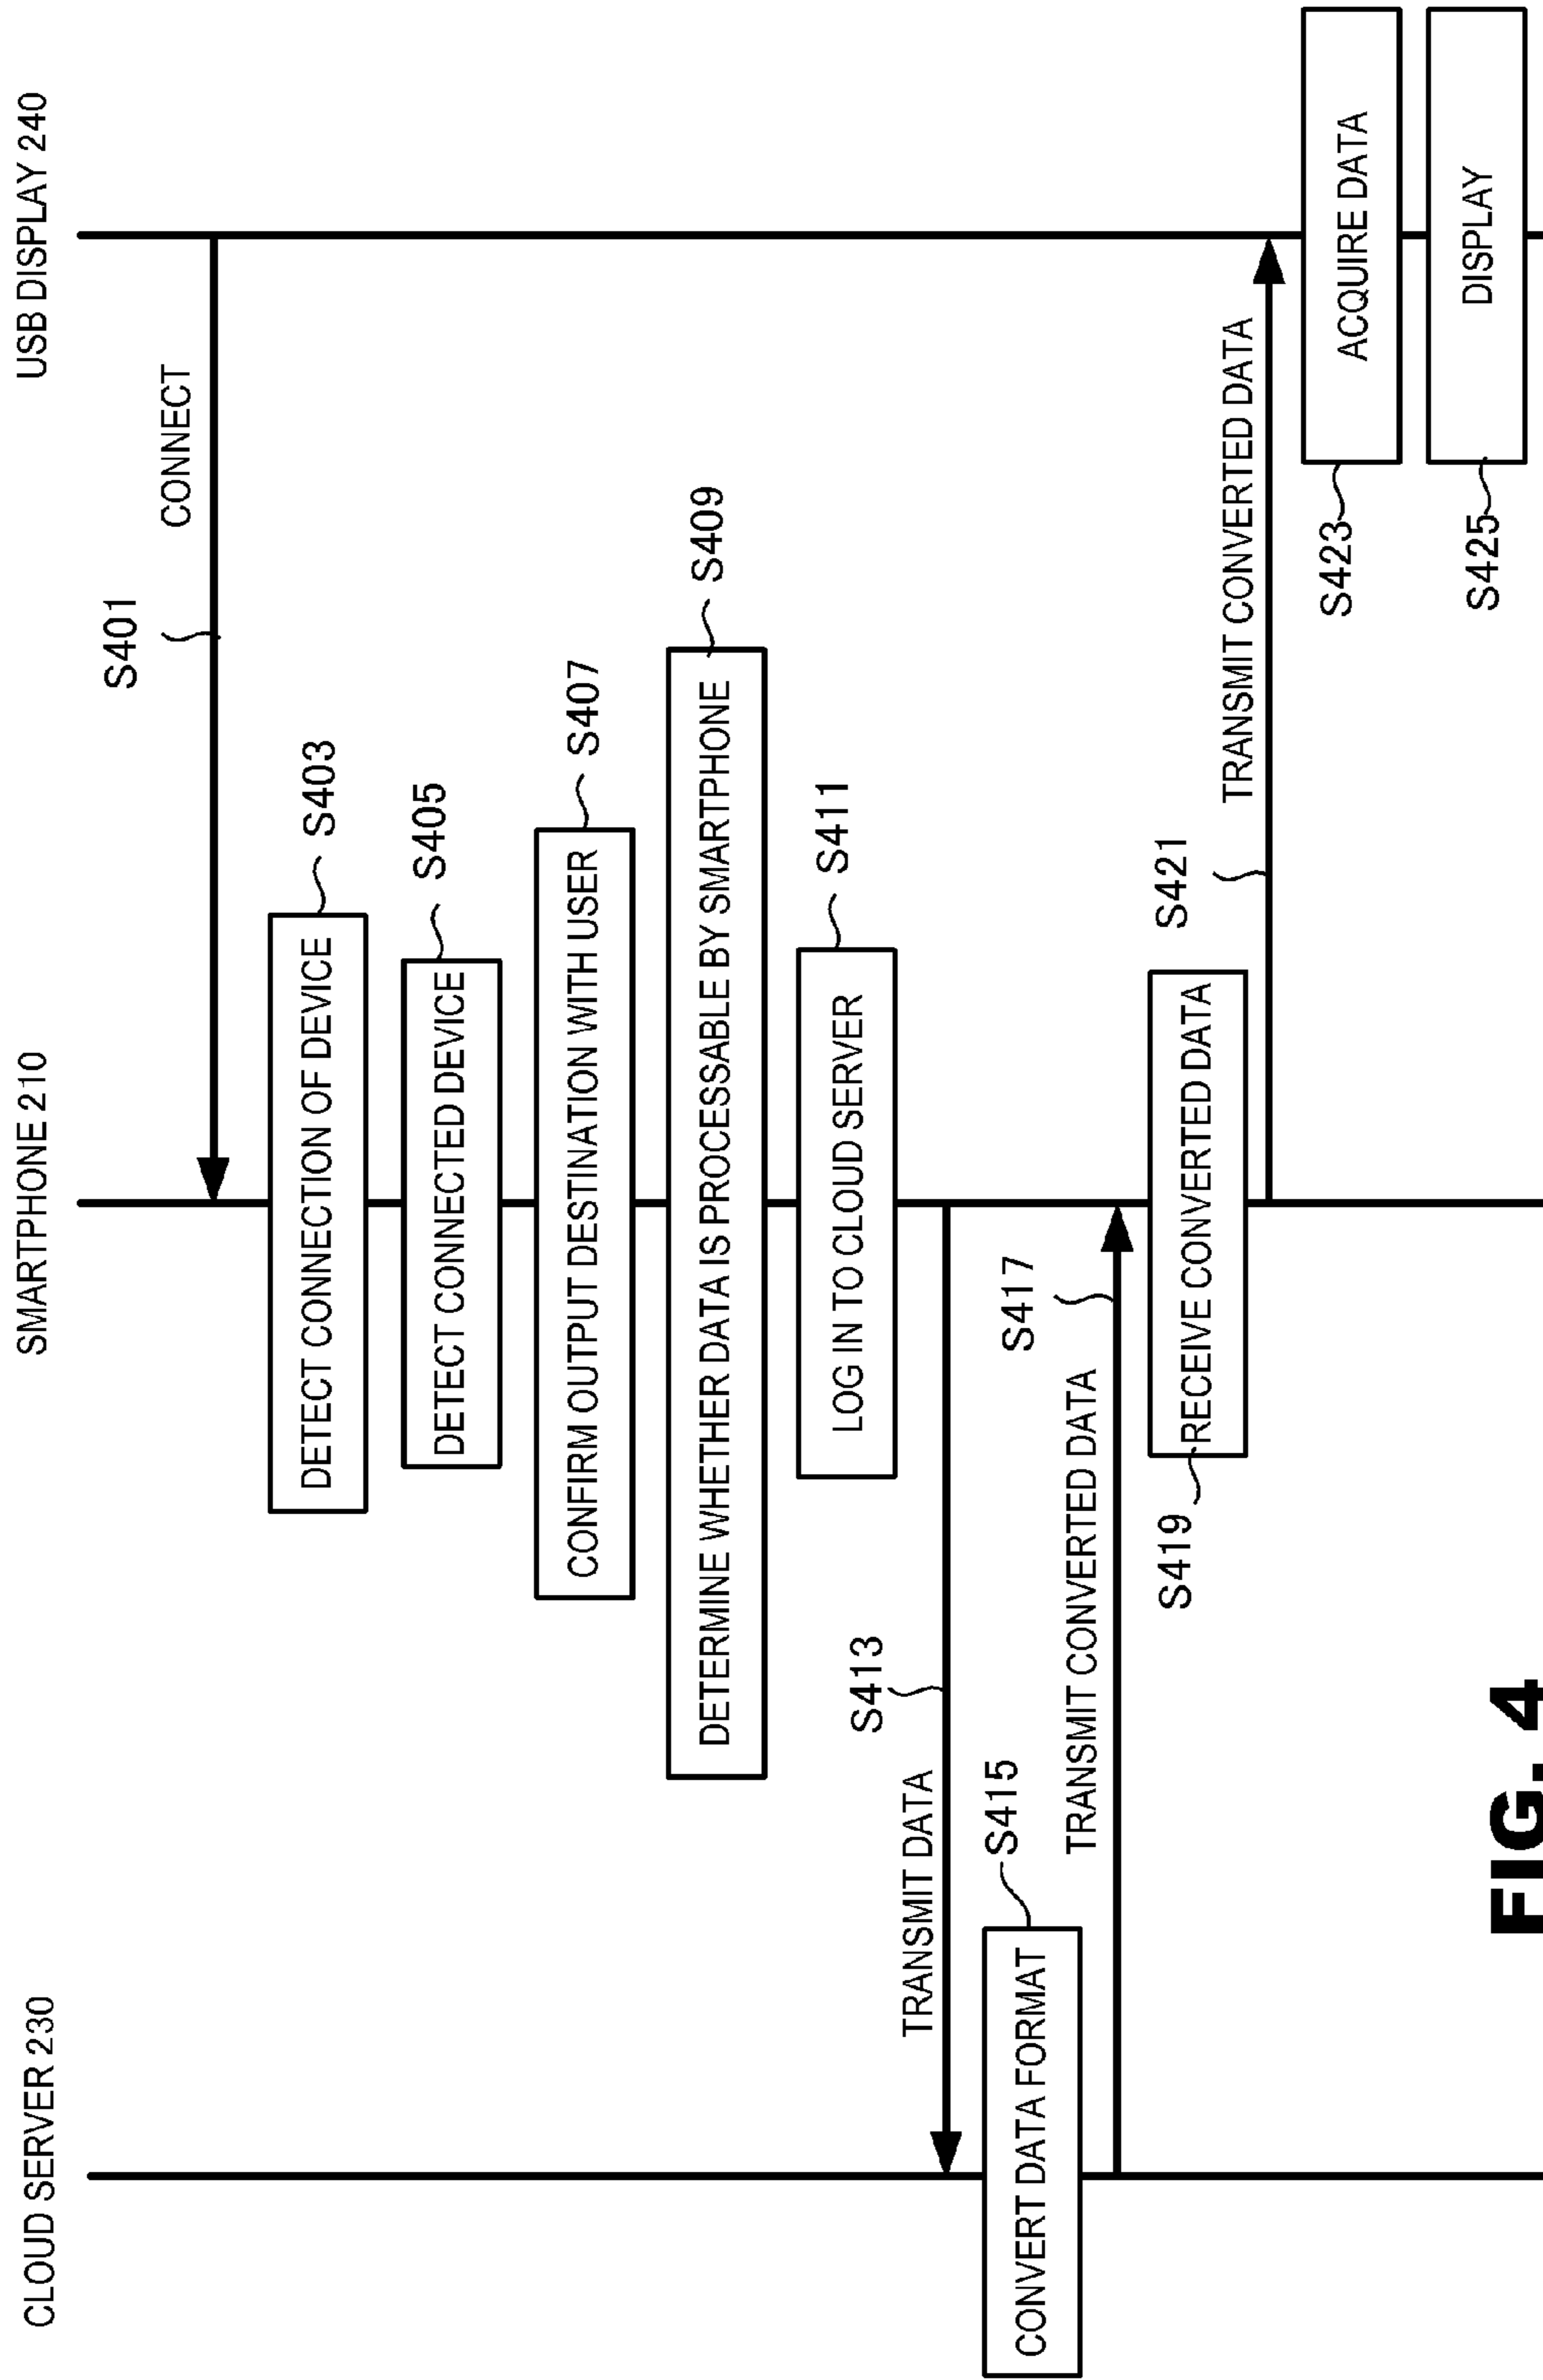 CLOUD SERVER 230
SMARTPHONE 210
USB DISPLAY 240
S401
CONNECT
DETECT CONNECTION OF DEVICE
S403
DETECT CONNECTED DEVICE
S405
CONFIRM OUTPUT DESTINATION WITH USER
S407
DETERMINE WHETHER DATA IS PROCESSABLE BY SMARTPHONE
S409
LOG IN TO CLOUD SERVER
S411
S413
TRANSMIT DATA
CONVERT DATA FORMAT
S415
S417
TRANSMIT CONVERTED DATA
S419
RECEIVE CONVERTED DATA
S421
TRANSMIT CONVERTED DATA
S423
ACQUIRE DATA
S425
DISPLAY
FIG. 4